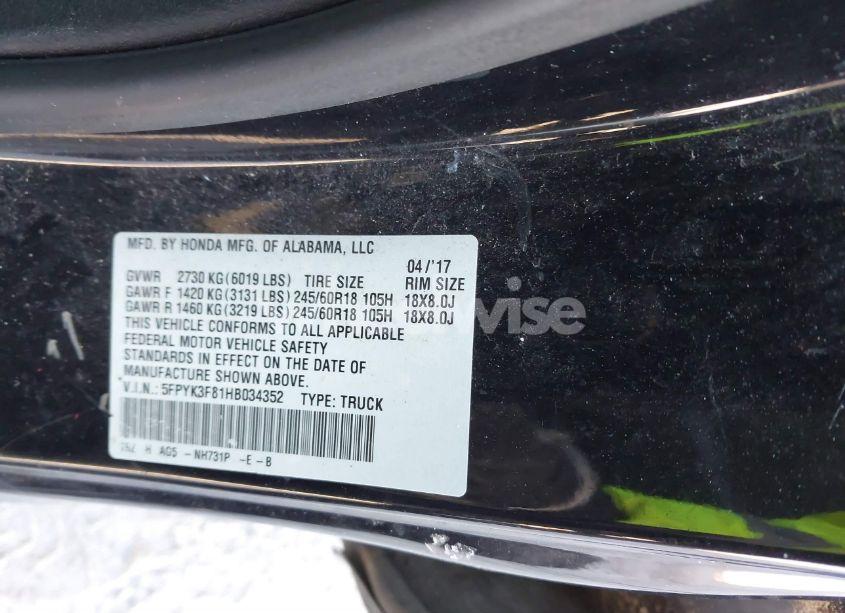 MFD. BY HONDA MFG. OF ALABAMA, LLC 04/'17
GVWR 2730 KG(6019 LBS) TIRE SIZE RIM SIZE
GAWR F 1420 KG(3131 LBS) 245/60R18 105H 18X8.0J
GAWR R 1460 KG(3219 LBS) 245/60R18 105H 18X8.0J
THIS VEHICLE CONFORMS TO ALL APPLICABLE
FEDERAL MOTOR VEHICLE SAFETY
STANDARDS IN EFFECT ON THE DATE OF
MANUFACTURE SHOWN ABOVE.
V.I.N.: 5FPYK3F81HB034352 TYPE: TRUCK
H AG5 - NH731P -E -B
vise